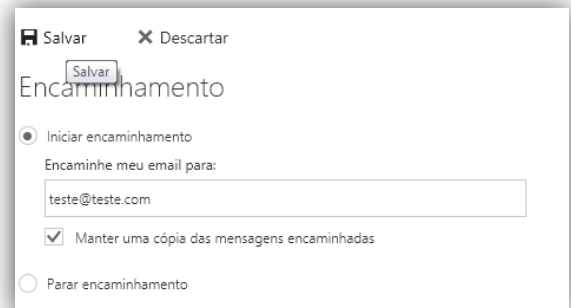 Salvar Descartar
Salvar
Encaminhamento
Iniciar encaminhamento
Encaminhe meu email para:
teste@teste.com
Manter uma cópia das mensagens encaminhadas
Parar encaminhamento